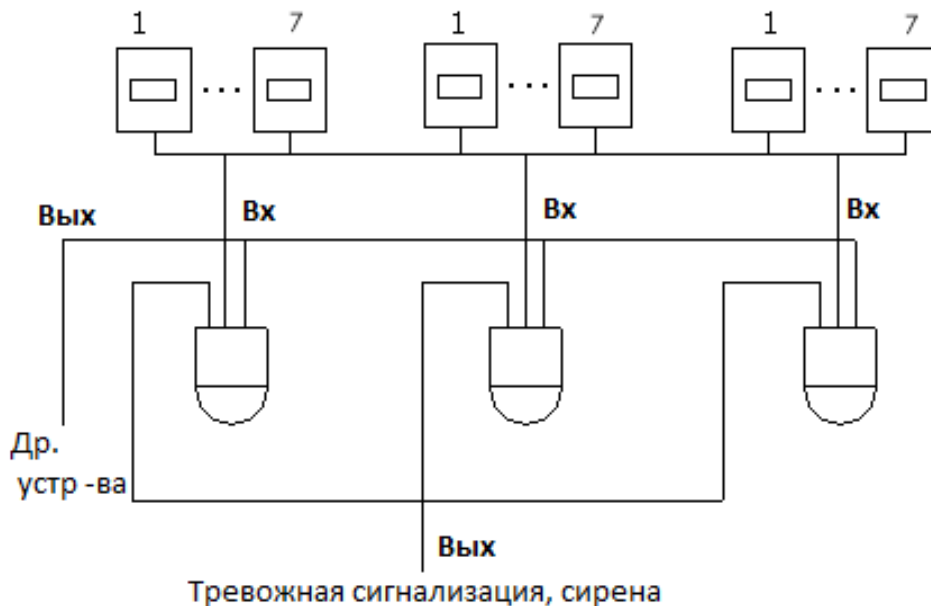 1 7 1 7 1 7
Вых Вх Вх Вх
Др.
устр -ва
Вых
Тревожная сигнализация, сирена